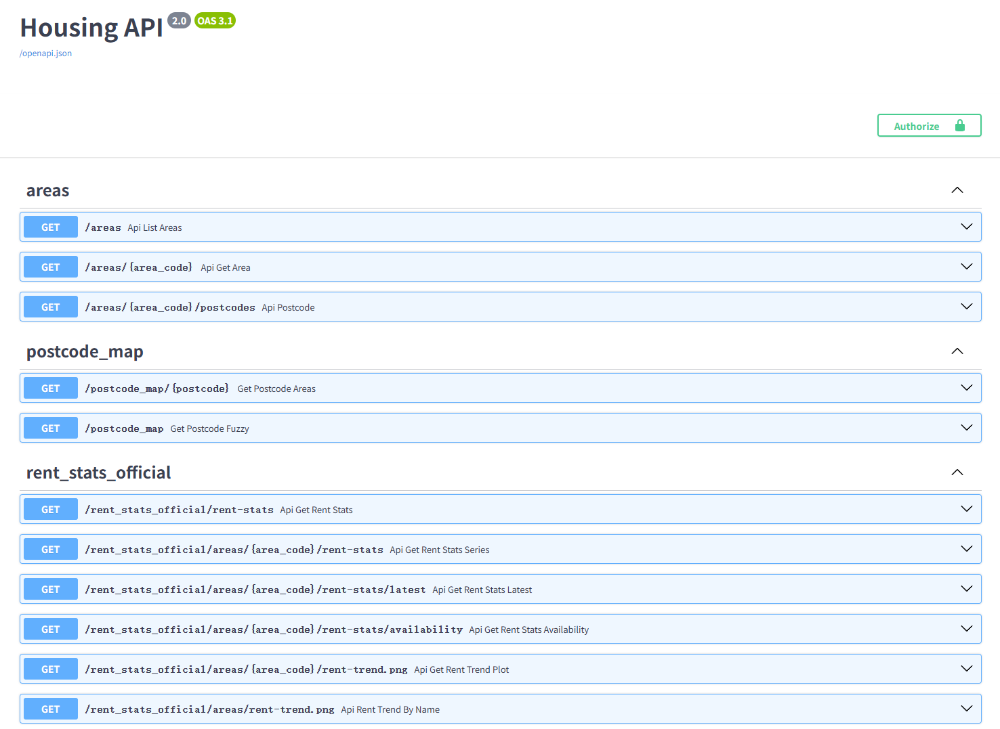 Housing API 2.0 OAS 3.1
/openapi.json
Authorize
areas
GET /areas Api List Areas
GET /areas/{area_code} Api Get Area
GET /areas/{area_code}/postcodes Api Postcode
postcode_map
GET /postcode_map/{postcode} Get Postcode Areas
GET /postcode_map Get Postcode Fuzzy
rent_stats_official
GET /rent_stats_official/rent-stats Api Get Rent Stats
GET /rent_stats_official/areas/{area_code}/rent-stats Api Get Rent Stats Series
GET /rent_stats_official/areas/{area_code}/rent-stats/latest Api Get Rent Stats Latest
GET /rent_stats_official/areas/{area_code}/rent-stats/availability Api Get Rent Stats Availability
GET /rent_stats_official/areas/{area_code}/rent-trend.png Api Get Rent Trend Plot
GET /rent_stats_official/areas/rent-trend.png Api Rent Trend By Name